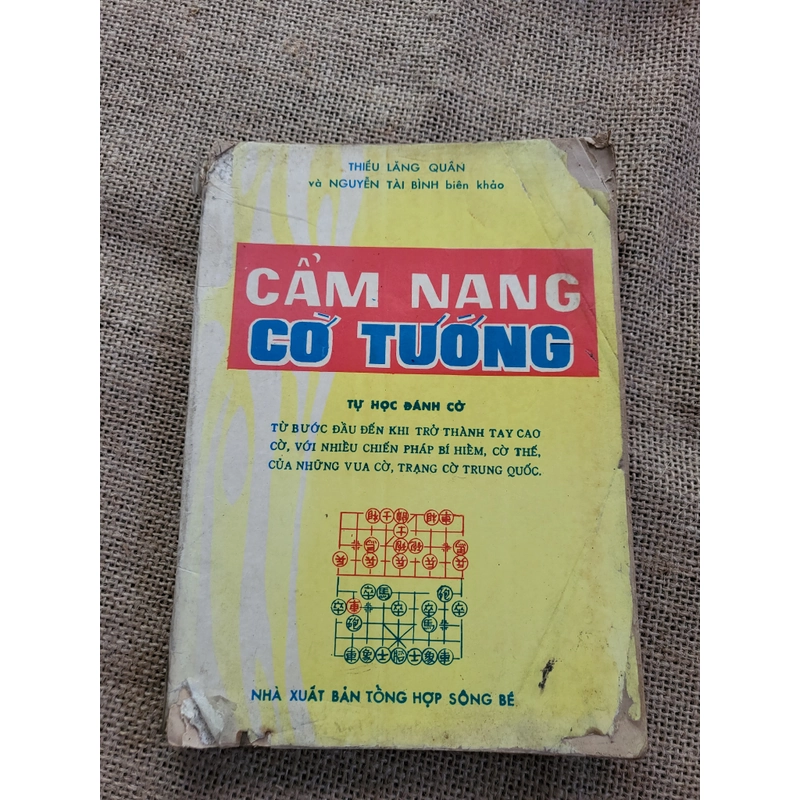 THIẾU LĂNG QUÂN
và NGUYỄN TÀI BÌNH biên khảo
CẨM NANG
CỜ TƯỚNG
TỰ HỌC ĐÁNH CỜ
TỪ BƯỚC ĐẦU ĐẾN KHI TRỞ THÀNH TAY CAO
CỜ, VỚI NHIỀU CHIẾN PHÁP BÍ HIỂM, CỜ THẾ,
CỦA NHỮNG VUA CỜ, TRẠNG CỜ TRUNG QUỐC.
NHÀ XUẤT BẢN TỔNG HỢP SÔNG BÉ